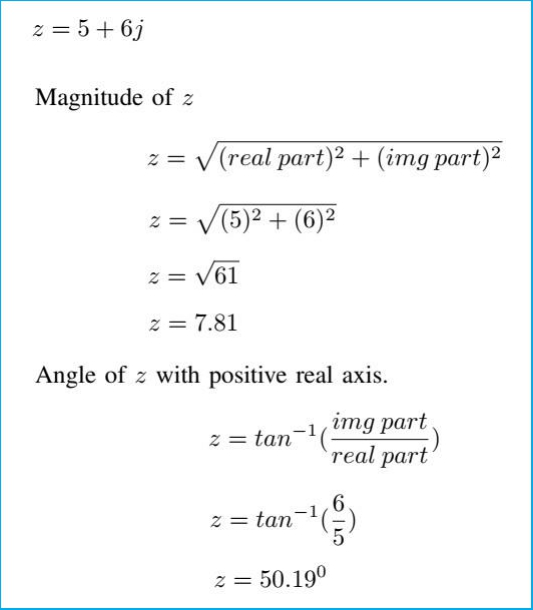 z = 5 + 6j
Magnitude of z
z = √((real part)² + (img part)²)
z = √((5)² + (6)²)
z = √61
z = 7.81
Angle of z with positive real axis.
z = tan⁻¹(img part / real part)
z = tan⁻¹(6/5)
z = 50.19⁰